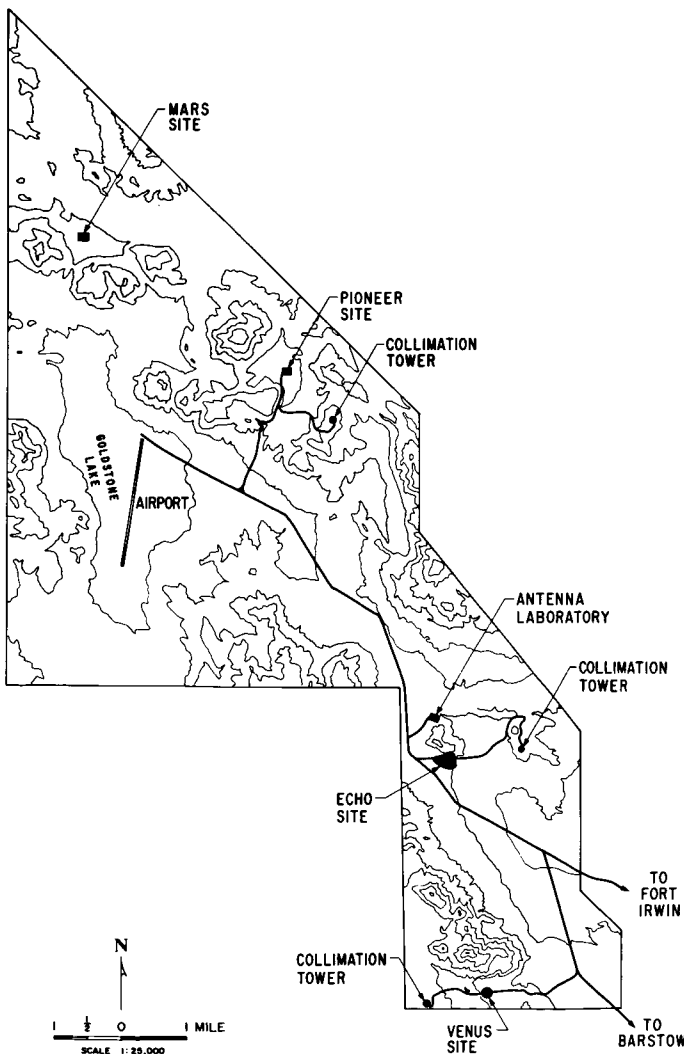 MARS
SITE
PIONEER
SITE
COLLIMATION
TOWER
GOLDSTONE
LAKE
AIRPORT
ANTENNA
LABORATORY
COLLIMATION
TOWER
ECHO
SITE
TO
FORT
IRWIN
N
COLLIMATION
TOWER
VENUS
SITE
TO
BARSTOW
1 ½ 0 1 MILE
SCALE 1:25,000